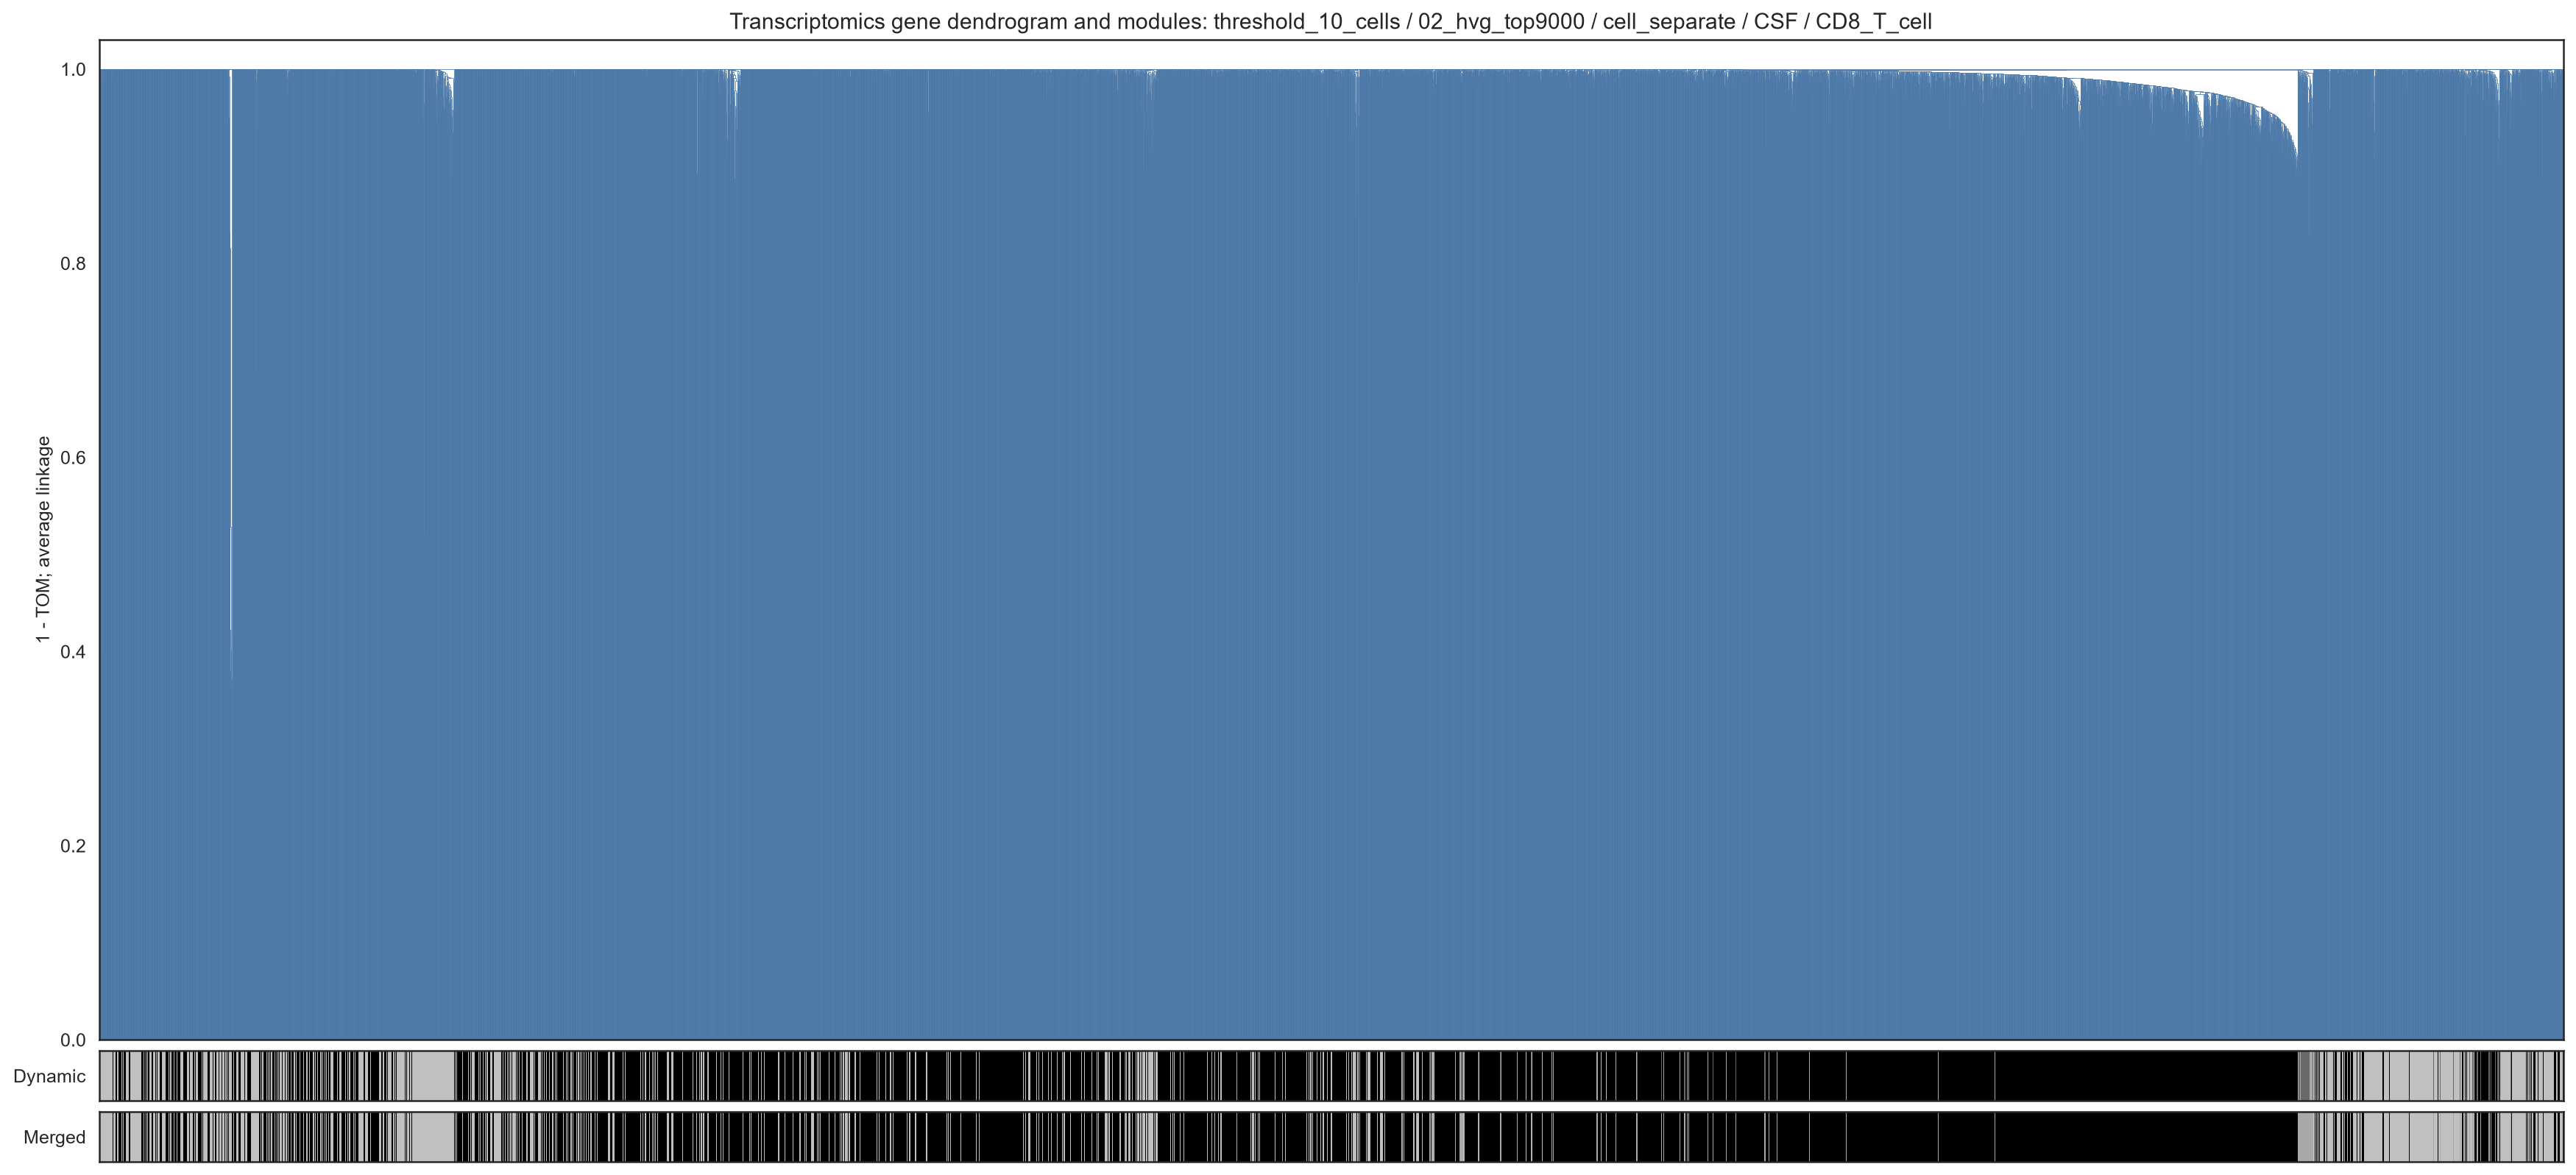 Transcriptomics gene dendrogram and modules: threshold_10_cells / 02_hvg_top9000 / cell_separate / CSF / CD8_T_cell
1.0
0.8
0.6
0.4
0.2
0.0
1 - TOM; average linkage
Dynamic
Merged